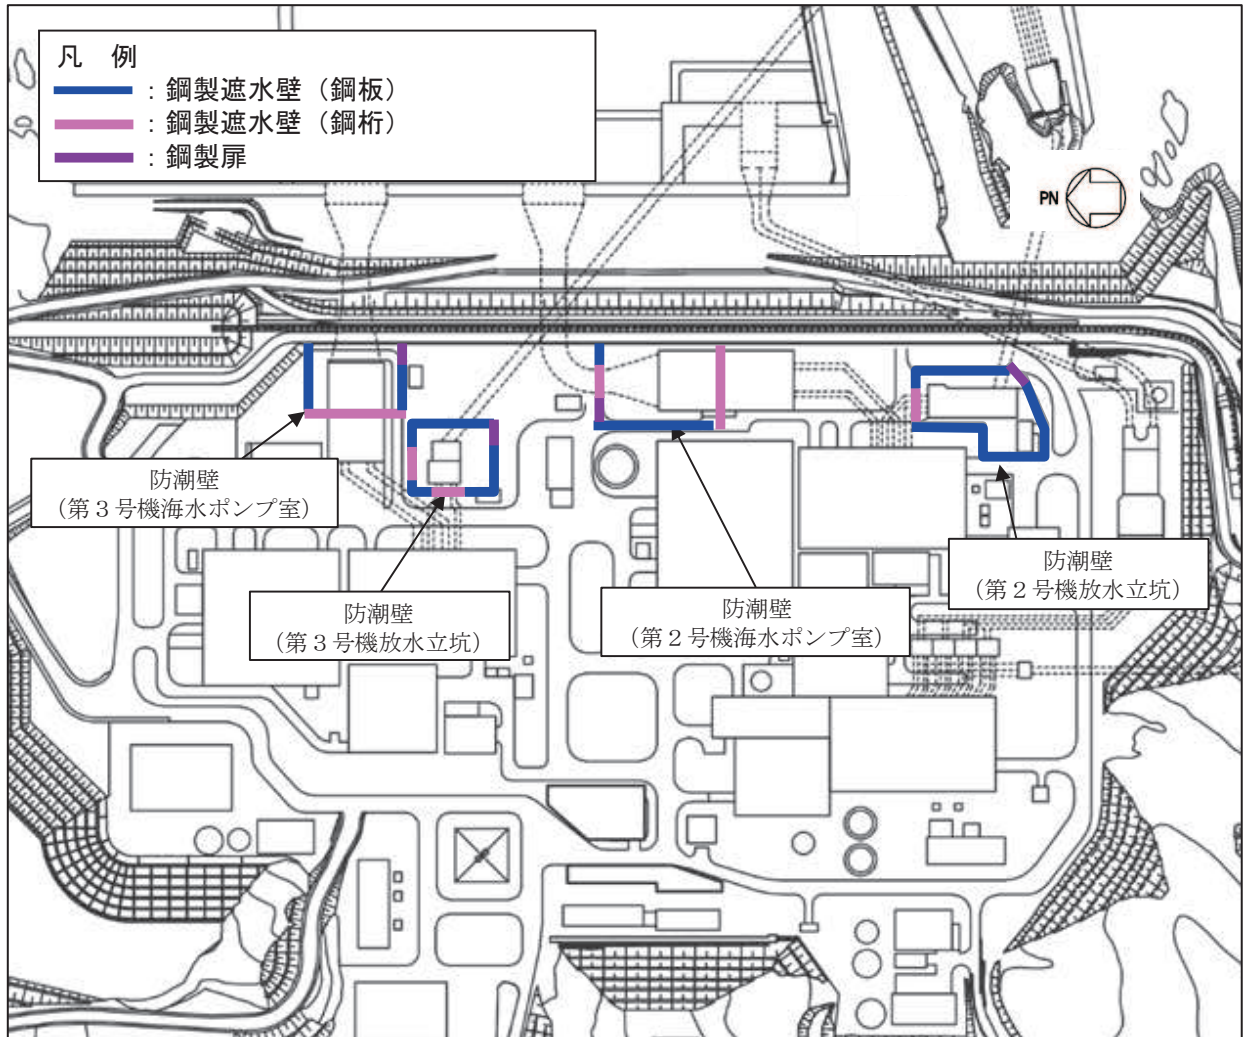 凡　例
：鋼製遮水壁（鋼板）
：鋼製遮水壁（鋼桁）
：鋼製扉
PN
防潮壁
（第３号機海水ポンプ室）
防潮壁
（第３号機放水立坑）
防潮壁
（第２号機海水ポンプ室）
防潮壁
（第２号機放水立坑）